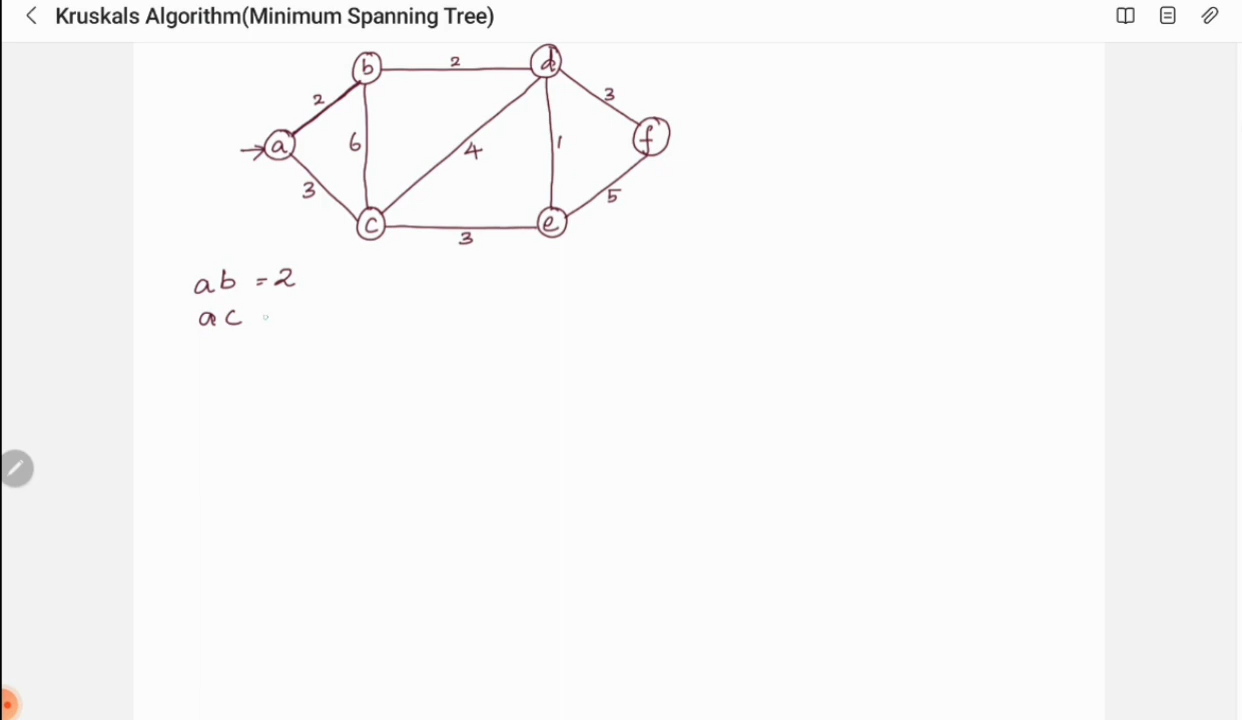 Kruskals Algorithm(Minimum Spanning Tree)
b 2 d
2 3
a 6 4 1 f
3 5
c 3 e
ab = 2
ac